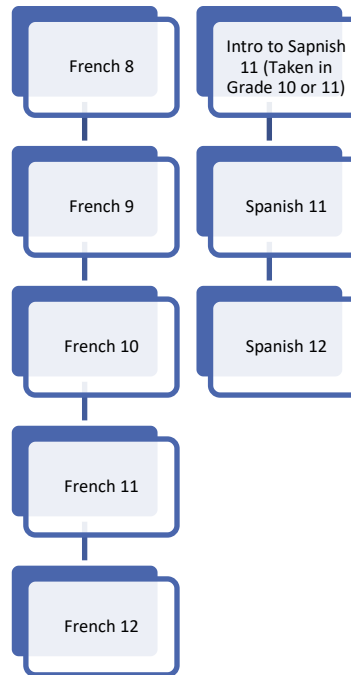 French 8
French 9
French 10
French 11
French 12
Intro to Sapnish
11 (Taken in
Grade 10 or 11)
Spanish 11
Spanish 12